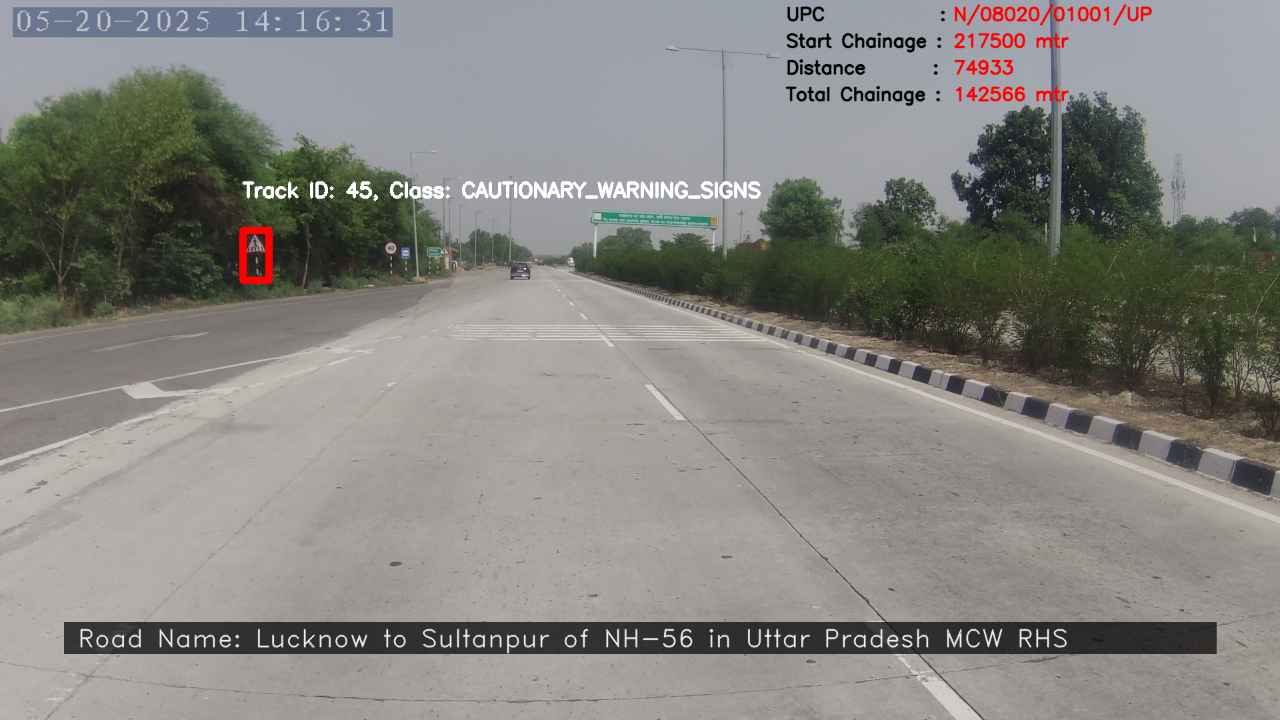 05-20-2025 14:16:31
UPC : N/08020/01001/UP
Start Chainage : 217500 mtr
Distance : 74933
Total Chainage : 142566 mtr
Track ID: 45, Class: CAUTIONARY_WARNING_SIGNS
Road Name: Lucknow to Sultanpur of NH-56 in Uttar Pradesh MCW RHS